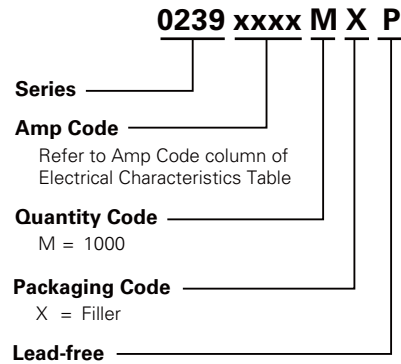 0239 xxxx M X P
Series
Amp Code
Refer to Amp Code column of
Electrical Characteristics Table
Quantity Code
M = 1000
Packaging Code
X = Filler
Lead-free